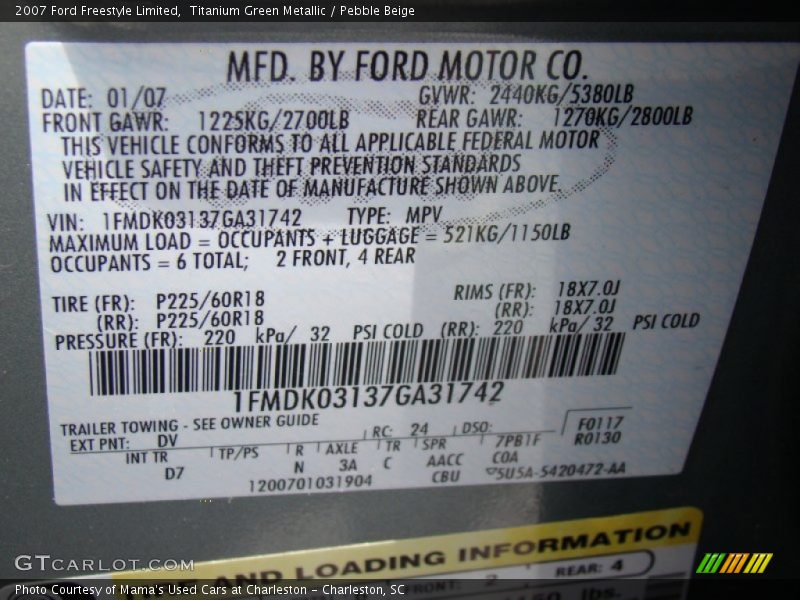 2007 Ford Freestyle Limited, Titanium Green Metallic / Pebble Beige
MFD. BY FORD MOTOR CO.
DATE: 01/07 GVWR: 2440KG/5380LB
FRONT GAWR: 1225KG/2700LB REAR GAWR: 1270KG/2800LB
THIS VEHICLE CONFORMS TO ALL APPLICABLE FEDERAL MOTOR
VEHICLE SAFETY AND THEFT PREVENTION STANDARDS
IN EFFECT ON THE DATE OF MANUFACTURE SHOWN ABOVE.
VIN: 1FMDK03137GA31742 TYPE: MPV
MAXIMUM LOAD = OCCUPANTS + LUGGAGE = 521KG/1150LB
OCCUPANTS = 6 TOTAL; 2 FRONT, 4 REAR
TIRE (FR): P225/60R18 RIMS (FR): 18X7.0J
(RR): P225/60R18 (RR): 18X7.0J
PRESSURE (FR): 220 kPa/ 32 PSI COLD (RR): 220 kPa/ 32 PSI COLD
1FMDK03137GA31742
TRAILER TOWING - SEE OWNER GUIDE
EXT PNT: DV RC: 24 DSO: F0117
R0130
INT TR TP/PS R AXLE TR SPR 7PB1F
D7 N 3A C AACC COA
1200701031904 CBU 5U5A-5420472-AA
AND LOADING INFORMATION
FRONT: 2 REAR: 4
lbs.
GTCARLOT.COM
Photo Courtesy of Mama's Used Cars at Charleston - Charleston, SC